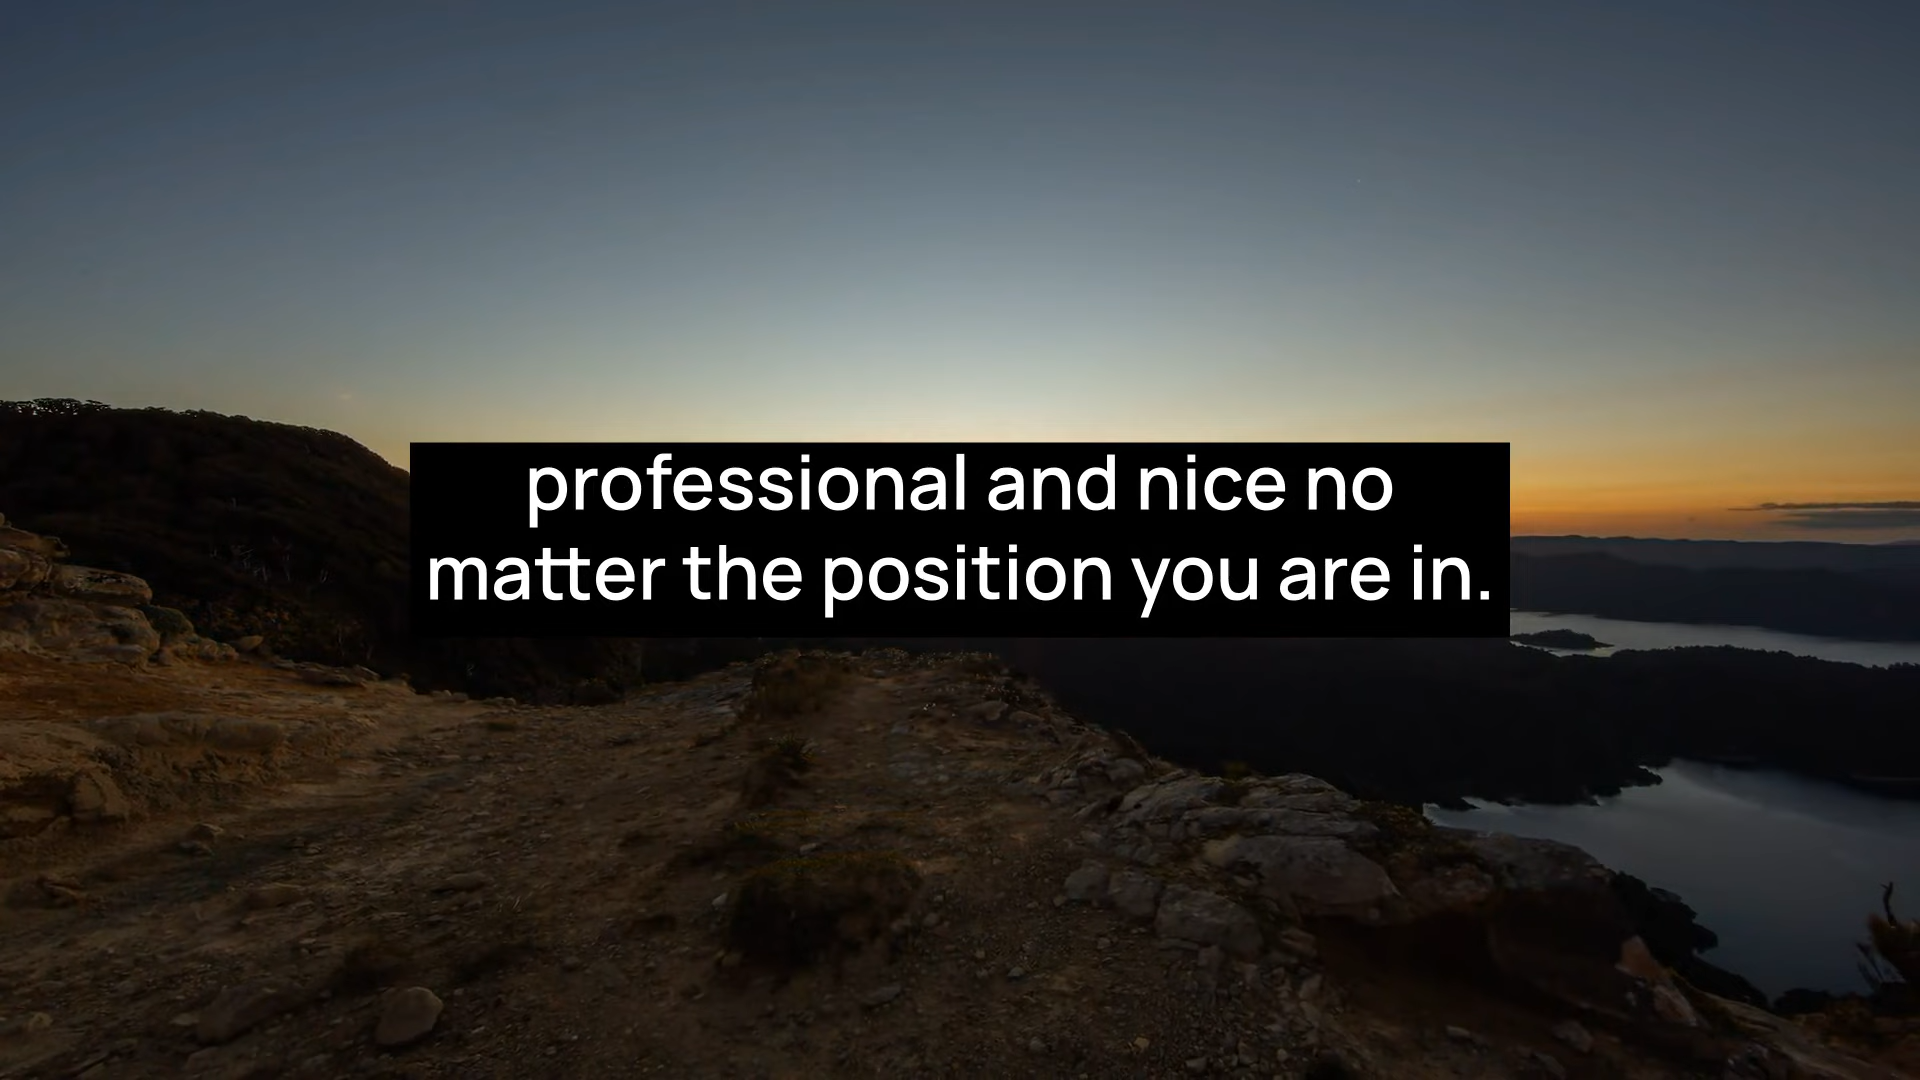 professional and nice no
matter the position you are in.